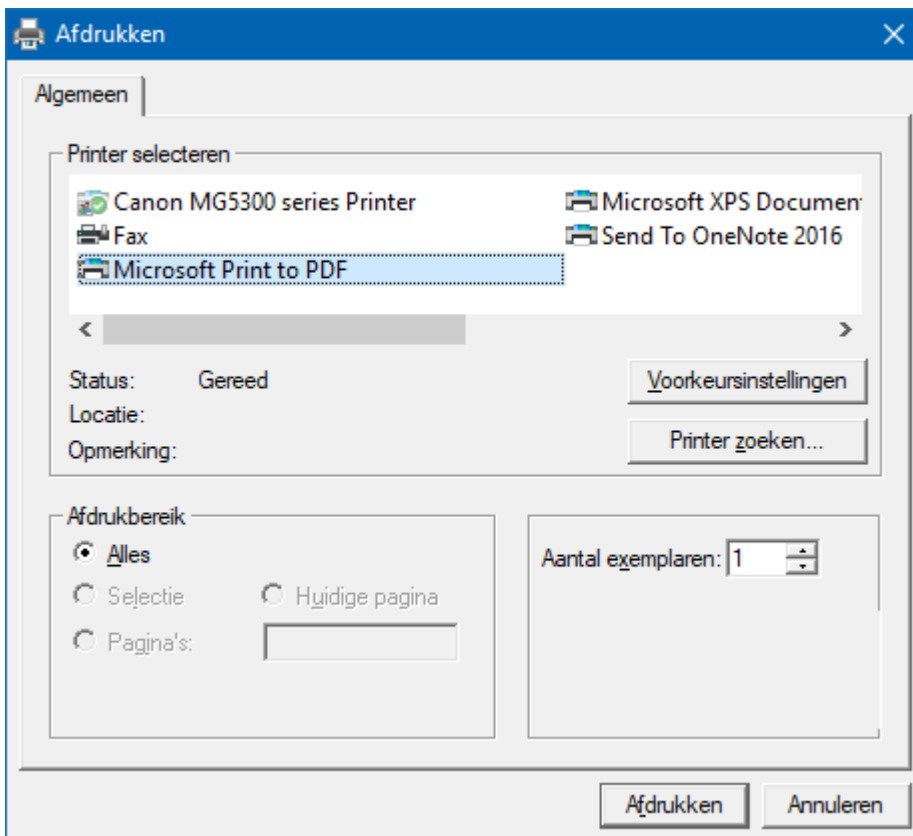 Afdrukken
Algemeen
Printer selecteren
Canon MG5300 series Printer
Microsoft XPS Documen
Fax
Send To OneNote 2016
Microsoft Print to PDF
Status: Gereed
Voorkeursinstellingen
Locatie:
Printer zoeken...
Opmerking:
Afdrukbereik
Alles
Aantal exemplaren: 1
Selectie
Huidige pagina
Pagina's:
Afdrukken
Annuleren